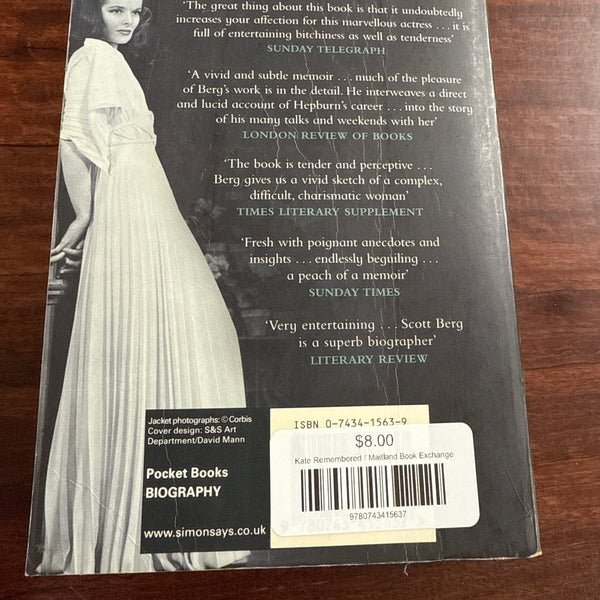 ‘The great thing about this book is that it undoubtedly
increases your affection for this marvellous actress . . . it is
full of entertaining bitchiness as well as tenderness’
SUNDAY TELEGRAPH
‘A vivid and subtle memoir . . . much of the pleasure
of Berg’s work is in the detail. He interweaves a direct
and lucid account of Hepburn’s career . . . into the story
of his many talks and weekends with her’
LONDON REVIEW OF BOOKS
‘The book is tender and perceptive . . .
Berg gives us a vivid sketch of a complex,
difficult, charismatic woman’
TIMES LITERARY SUPPLEMENT
‘Fresh with poignant anecdotes and
insights . . . endlessly beguiling . . .
a peach of a memoir’
SUNDAY TIMES
‘Very entertaining . . . Scott Berg
is a superb biographer’
LITERARY REVIEW
Jacket photographs: © Corbis
Cover design: S&S Art
Department/David Mann
Pocket Books
BIOGRAPHY
www.simonsays.co.uk
ISBN 0-7434-1563-9
$8.00
Kate Remembered / Maitland Book Exchange
9780743415637
9 780743 415637